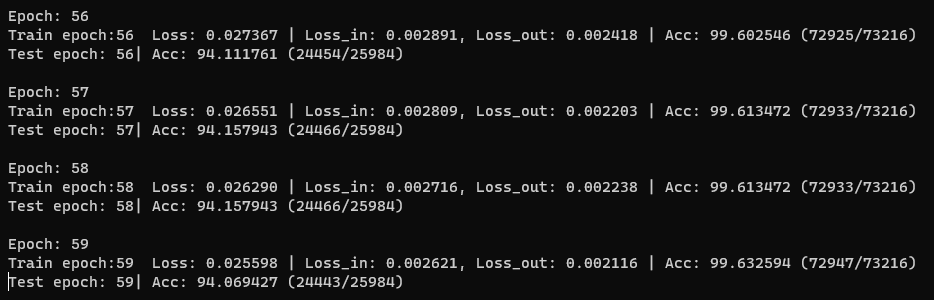 Epoch: 56
Train epoch:56  Loss: 0.027367 | Loss_in: 0.002891, Loss_out: 0.002418 | Acc: 99.602546 (72925/73216)
Test epoch: 56| Acc: 94.111761 (24454/25984)
Epoch: 57
Train epoch:57  Loss: 0.026551 | Loss_in: 0.002809, Loss_out: 0.002203 | Acc: 99.613472 (72933/73216)
Test epoch: 57| Acc: 94.157943 (24466/25984)
Epoch: 58
Train epoch:58  Loss: 0.026290 | Loss_in: 0.002716, Loss_out: 0.002238 | Acc: 99.613472 (72933/73216)
Test epoch: 58| Acc: 94.157943 (24466/25984)
Epoch: 59
Train epoch:59  Loss: 0.025598 | Loss_in: 0.002621, Loss_out: 0.002116 | Acc: 99.632594 (72947/73216)
Test epoch: 59| Acc: 94.069427 (24443/25984)